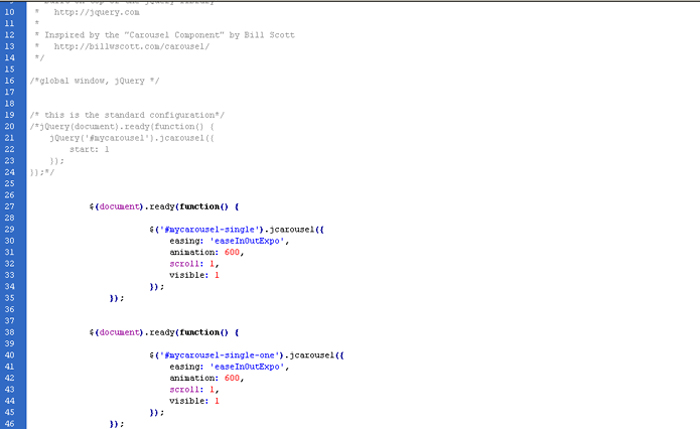 10 * http://jquery.com
11 *
12 * Inspired by the "Carousel Component" by Bill Scott
13 * http://billwscott.com/carousel/
14 */
15
16 /*global window, jQuery */
17
18
19 /* this is the standard configuration*/
20 /*jQuery(document).ready(function() {
21 jQuery('#mycarousel').jcarousel({
22 start: 1
23 });
24 });*/
25
26
27 $(document).ready(function() {
28
29 $('#mycarousel-single').jcarousel({
30 easing: 'easeInOutExpo',
31 animation: 600,
32 scroll: 1,
33 visible: 1
34 });
35 });
36
37
38 $(document).ready(function() {
39
40 $('#mycarousel-single-one').jcarousel({
41 easing: 'easeInOutExpo',
42 animation: 600,
43 scroll: 1,
44 visible: 1
45 });
46 });